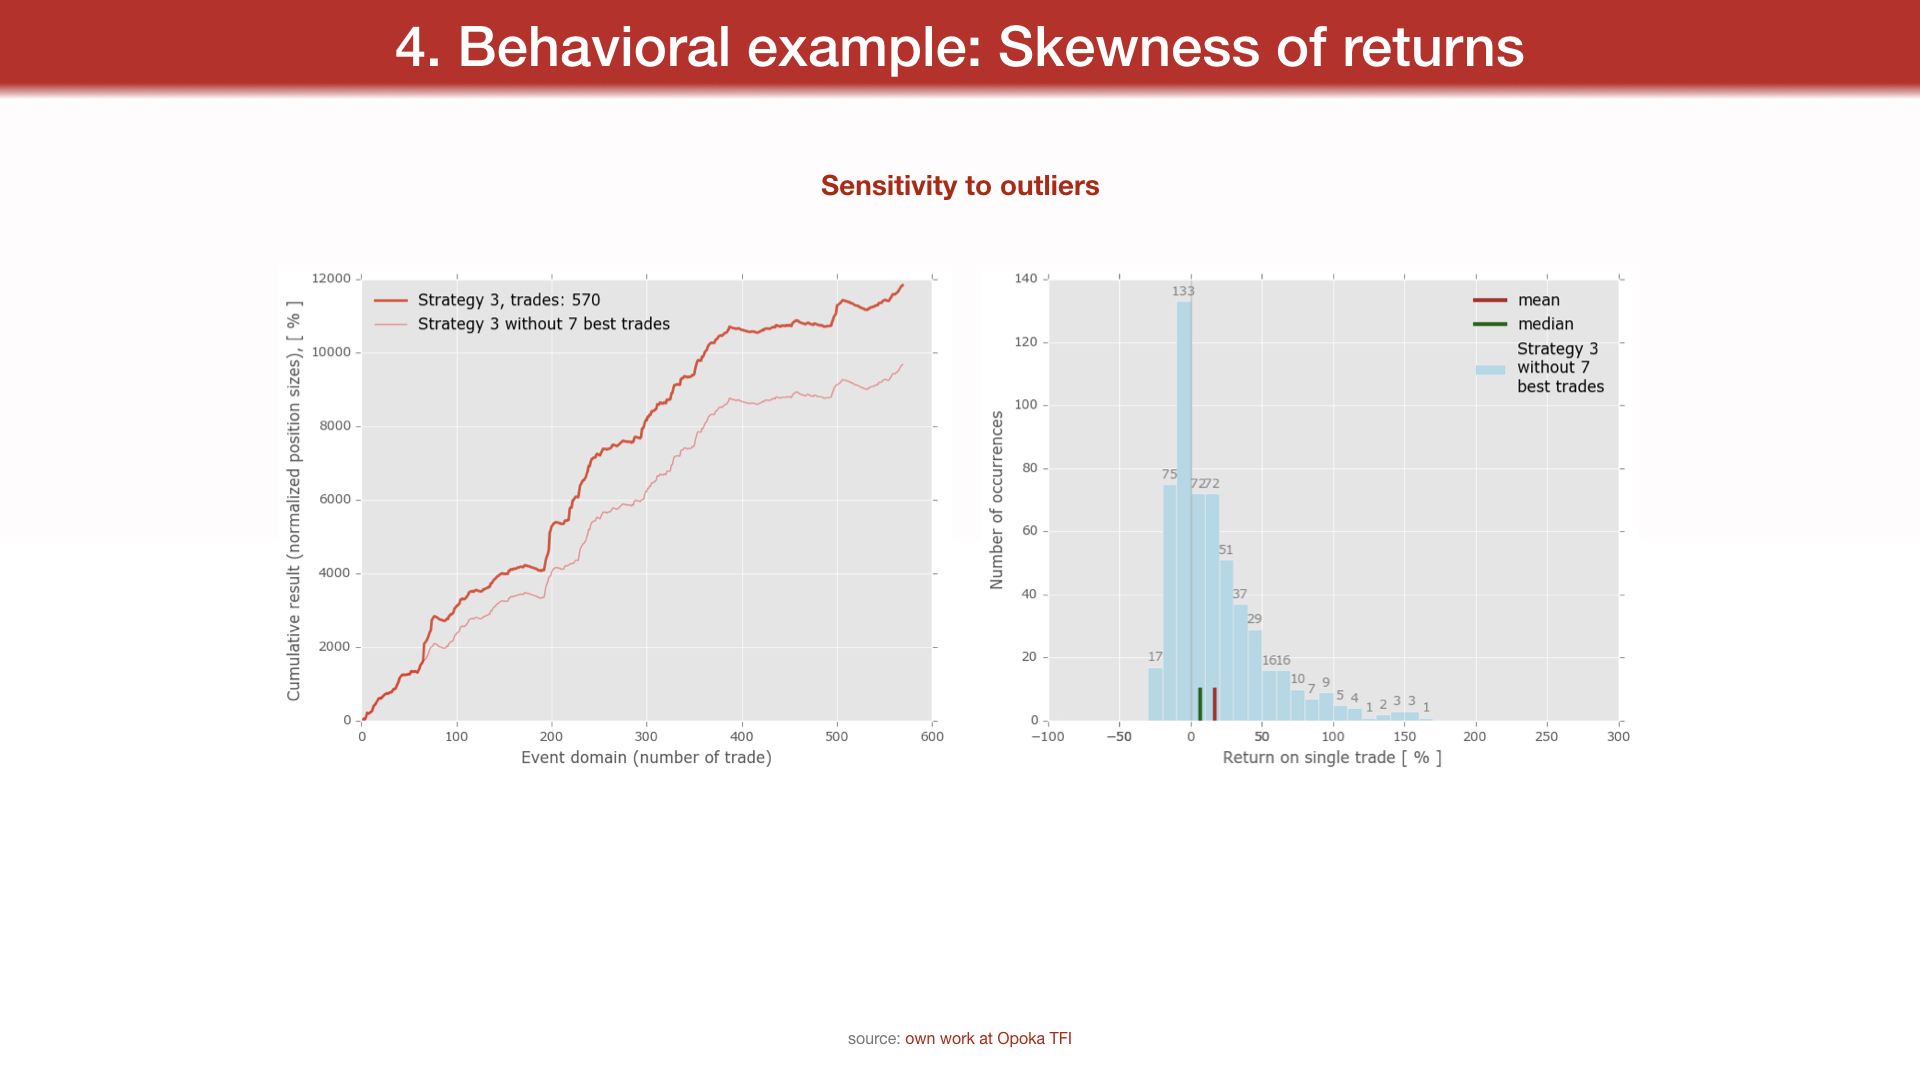 4. Behavioral example: Skewness of returns
Sensitivity to outliers
Cumulative result (normalized position sizes), [ % ]
12000
10000
8000
6000
4000
2000
0
Strategy 3, trades: 570
Strategy 3 without 7 best trades
0 100 200 300 400 500 600
Event domain (number of trade)
Number of occurrences
140
120
100
80
60
40
20
0
mean
median
Strategy 3
without 7
best trades
17 75 133 72 72 51 37 29 16 16 10 7 9 5 4 1 2 3 3 1
−100 −50 0 50 100 150 200 250 300
Return on single trade [ % ]
source: own work at Opoka TFI